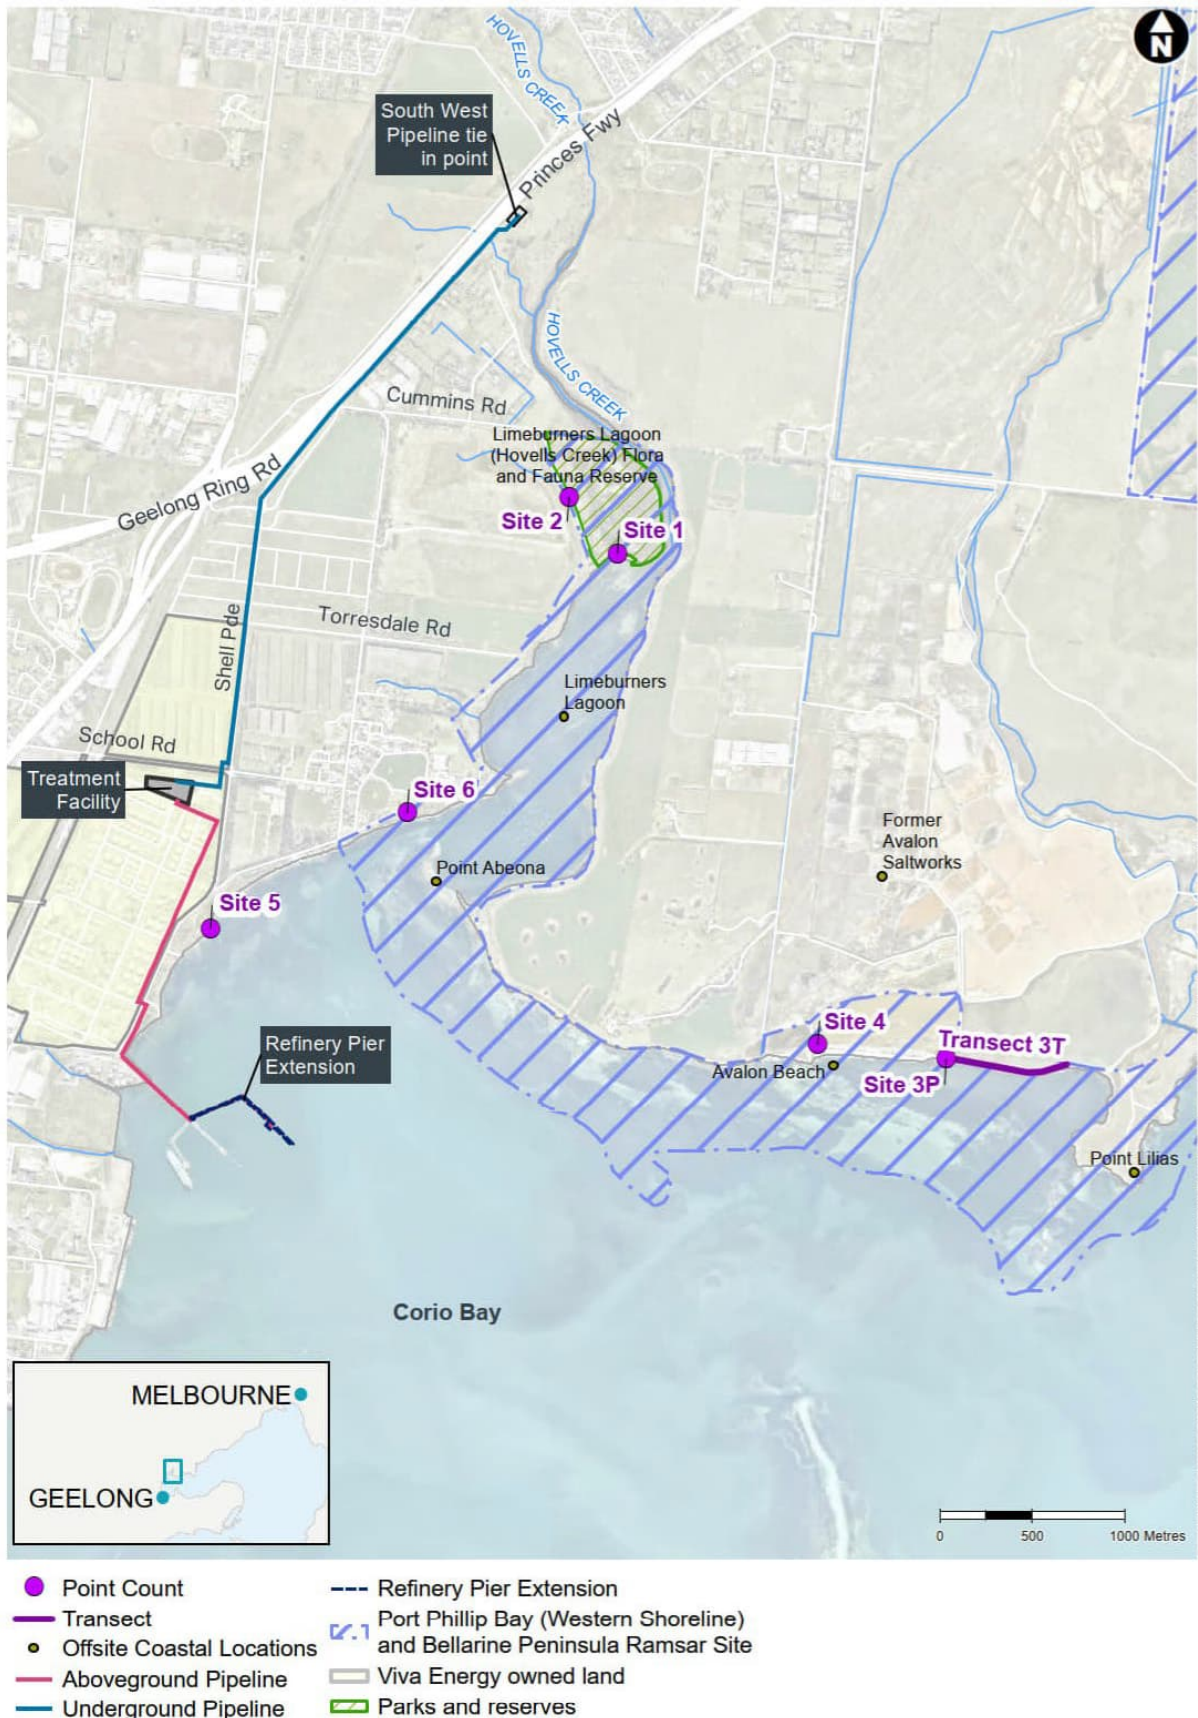 HOVELLS CREEK
N
South West
Pipeline tie
in point
Princes Fwy
HOVELLS CREEK
Cummins Rd
Limeburners Lagoon
(Hovells Creek) Flora
and Fauna Reserve
Geelong Ring Rd
Site 2
Site 1
Shell Pde
Torresdale Rd
Limeburners
Lagoon
School Rd
Treatment
Facility
Site 6
Former
Avalon
Saltworks
Point Abeona
Site 5
Site 4
Transect 3T
Refinery Pier
Extension
Avalon Beach
Site 3P
Point Lilias
Corio Bay
MELBOURNE
GEELONG
0 500 1000 Metres
Point Count
Transect
Offsite Coastal Locations
Aboveground Pipeline
Underground Pipeline
Refinery Pier Extension
Port Phillip Bay (Western Shoreline)
and Bellarine Peninsula Ramsar Site
Viva Energy owned land
Parks and reserves